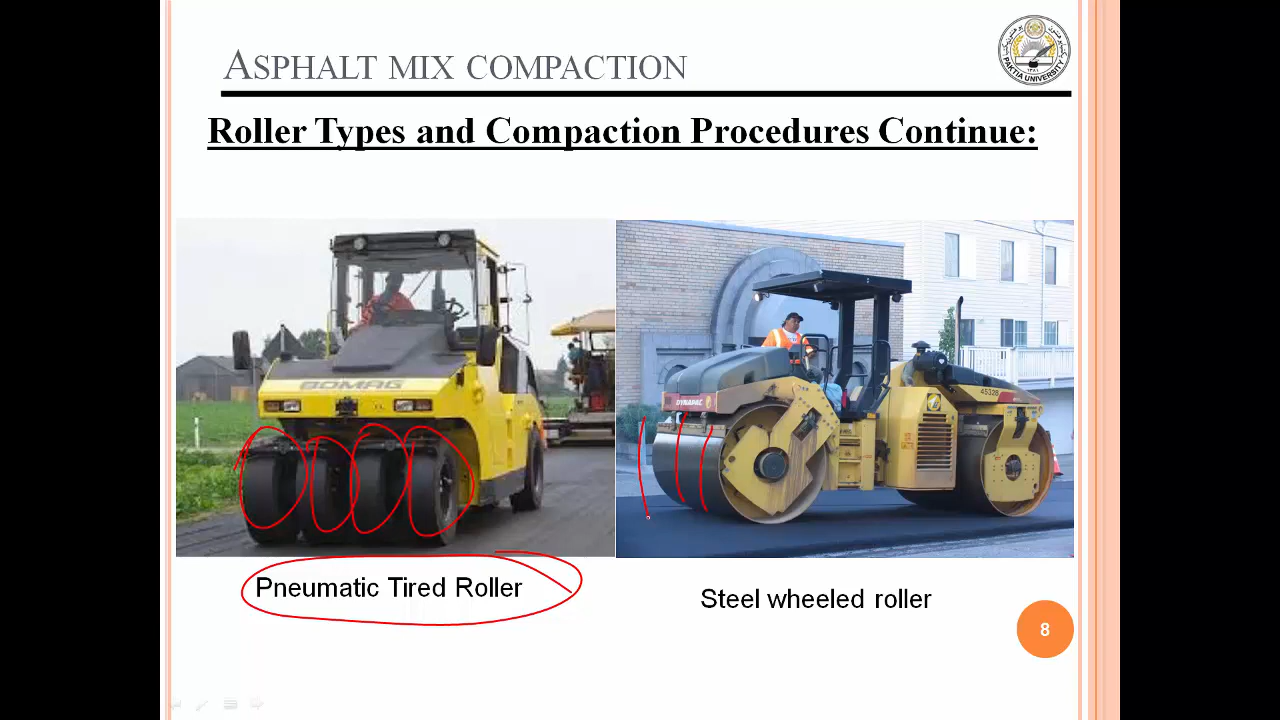 ASPHALT MIX COMPACTION
PAKTIA UNIVERSITY
Roller Types and Compaction Procedures Continue:
BOMAG
DYNAPAC
Pneumatic Tired Roller
Steel wheeled roller
8